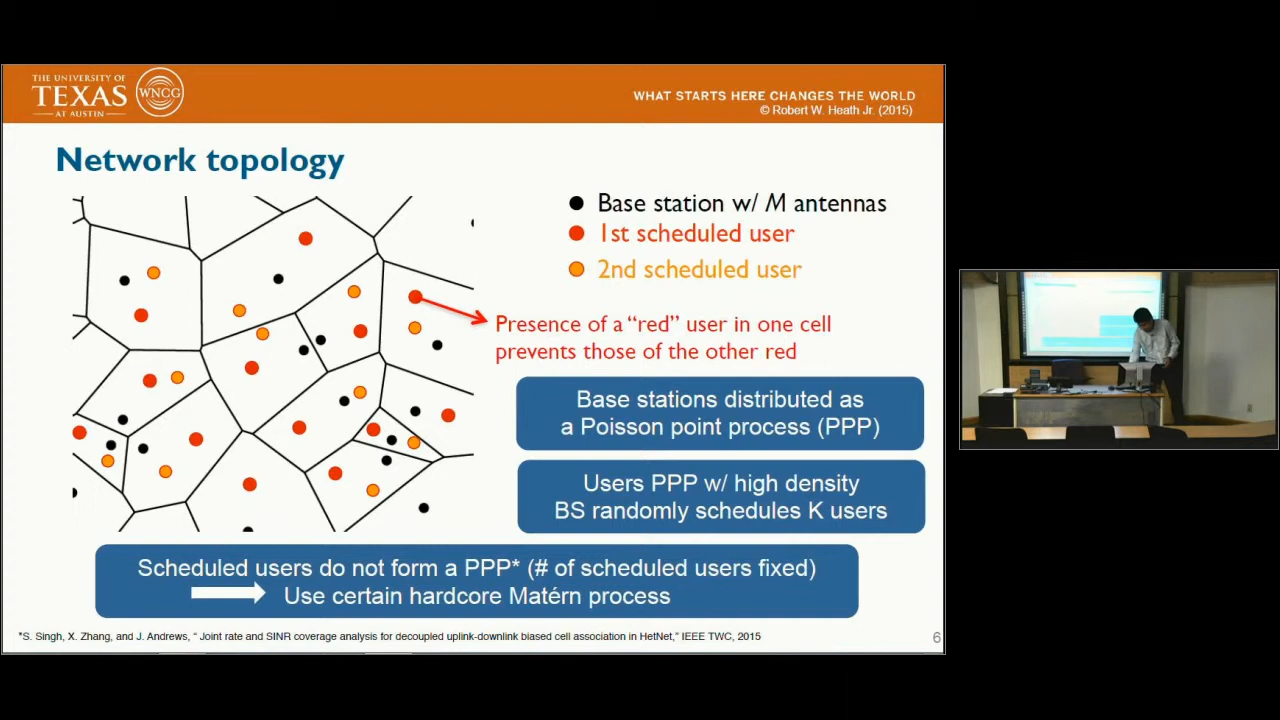 THE UNIVERSITY OF
TEXAS
AT AUSTIN
WNCG
WHAT STARTS HERE CHANGES THE WORLD
© Robert W. Heath Jr. (2015)
Network topology
Base station w/ M antennas
1st scheduled user
2nd scheduled user
Presence of a “red” user in one cell
prevents those of the other red
Base stations distributed as
a Poisson point process (PPP)
Users PPP w/ high density
BS randomly schedules K users
Scheduled users do not form a PPP* (# of scheduled users fixed)
Use certain hardcore Matérn process
*S. Singh, X. Zhang, and J. Andrews, “ Joint rate and SINR coverage analysis for decoupled uplink-downlink biased cell association in HetNet,” IEEE TWC, 2015
6